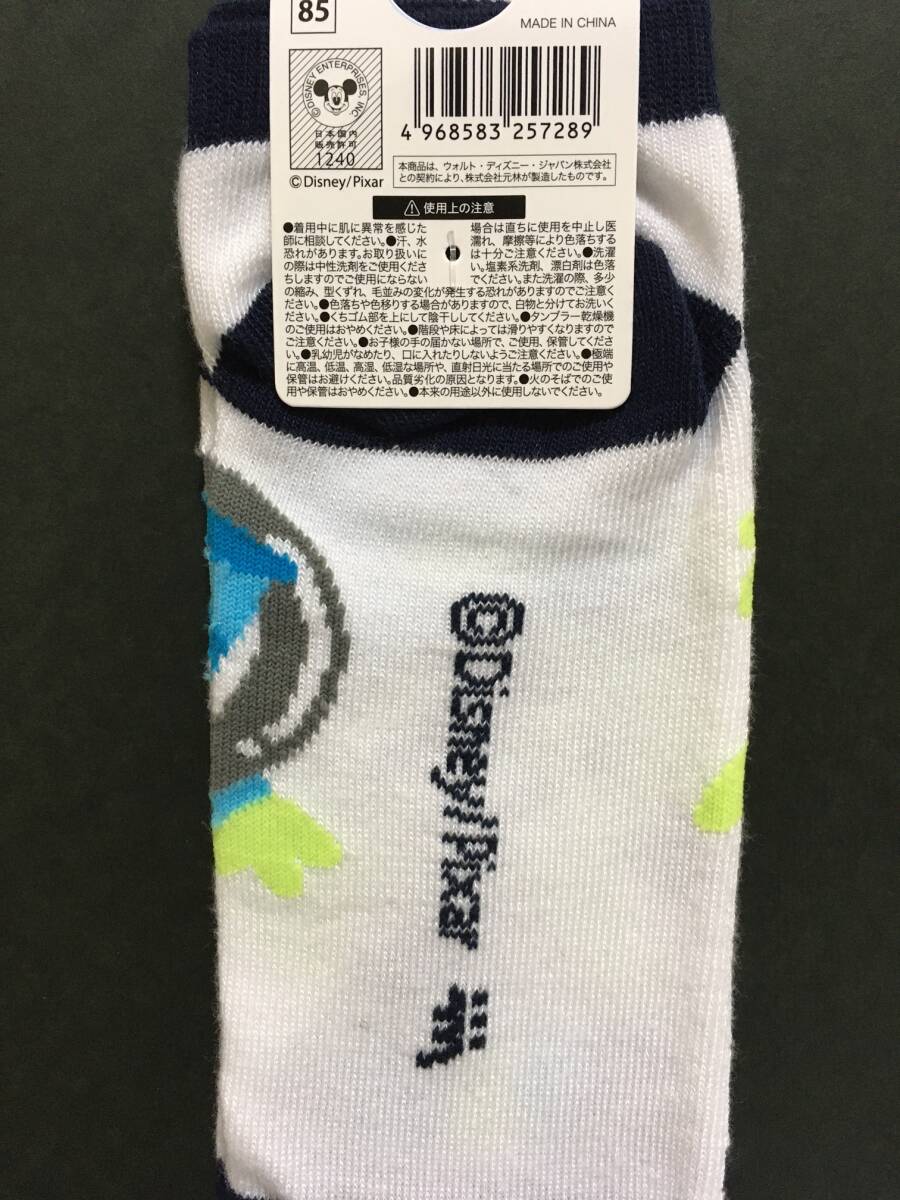 85
MADE IN CHINA
©DISNEY ENTERPRISES, INC.
日本国内
販売許可
1240
©Disney/Pixar
4 968583 257289
本商品は、ウォルト・ディズニー・ジャパン株式会社
との契約により、株式会社元林が製造したものです。
使用上の注意
●着用中に肌に異常を感じた場合は直ちに使用を中止し医
師に相談してください。●汗、水濡れ、摩擦等により色落ちする
恐れがあります。お取り扱いには十分ご注意ください。●洗濯
の際は中性洗剤をご使用ください。塩素系洗剤、漂白剤は色落
ちしますのでご使用にならないでください。また洗濯の際、多少
の縮み、型くずれ、毛並みの変化が発生する恐れがありますのでご注意
ください。●色落ちや色移りする場合がありますので、白物と分けてお洗いく
ださい。●くちゴム部を上にして陰干ししてください。●タンブラー乾燥機
のご使用はおやめください。●階段や床によっては滑りやすくなりますので
ご注意ください。●お子様の手の届かない場所で、ご使用、保管してくださ
い。●乳幼児がなめたり、口に入れたりしないようご注意ください。●極端
に高温、低温、高湿、低湿な場所や、直射日光に当たる場所でのご使用や
保管はお避けください。品質劣化の原因となります。●火のそばでのご使
用や保管はおやめください。●本来の用途以外に使用しないでください。
©Disney/Pixar